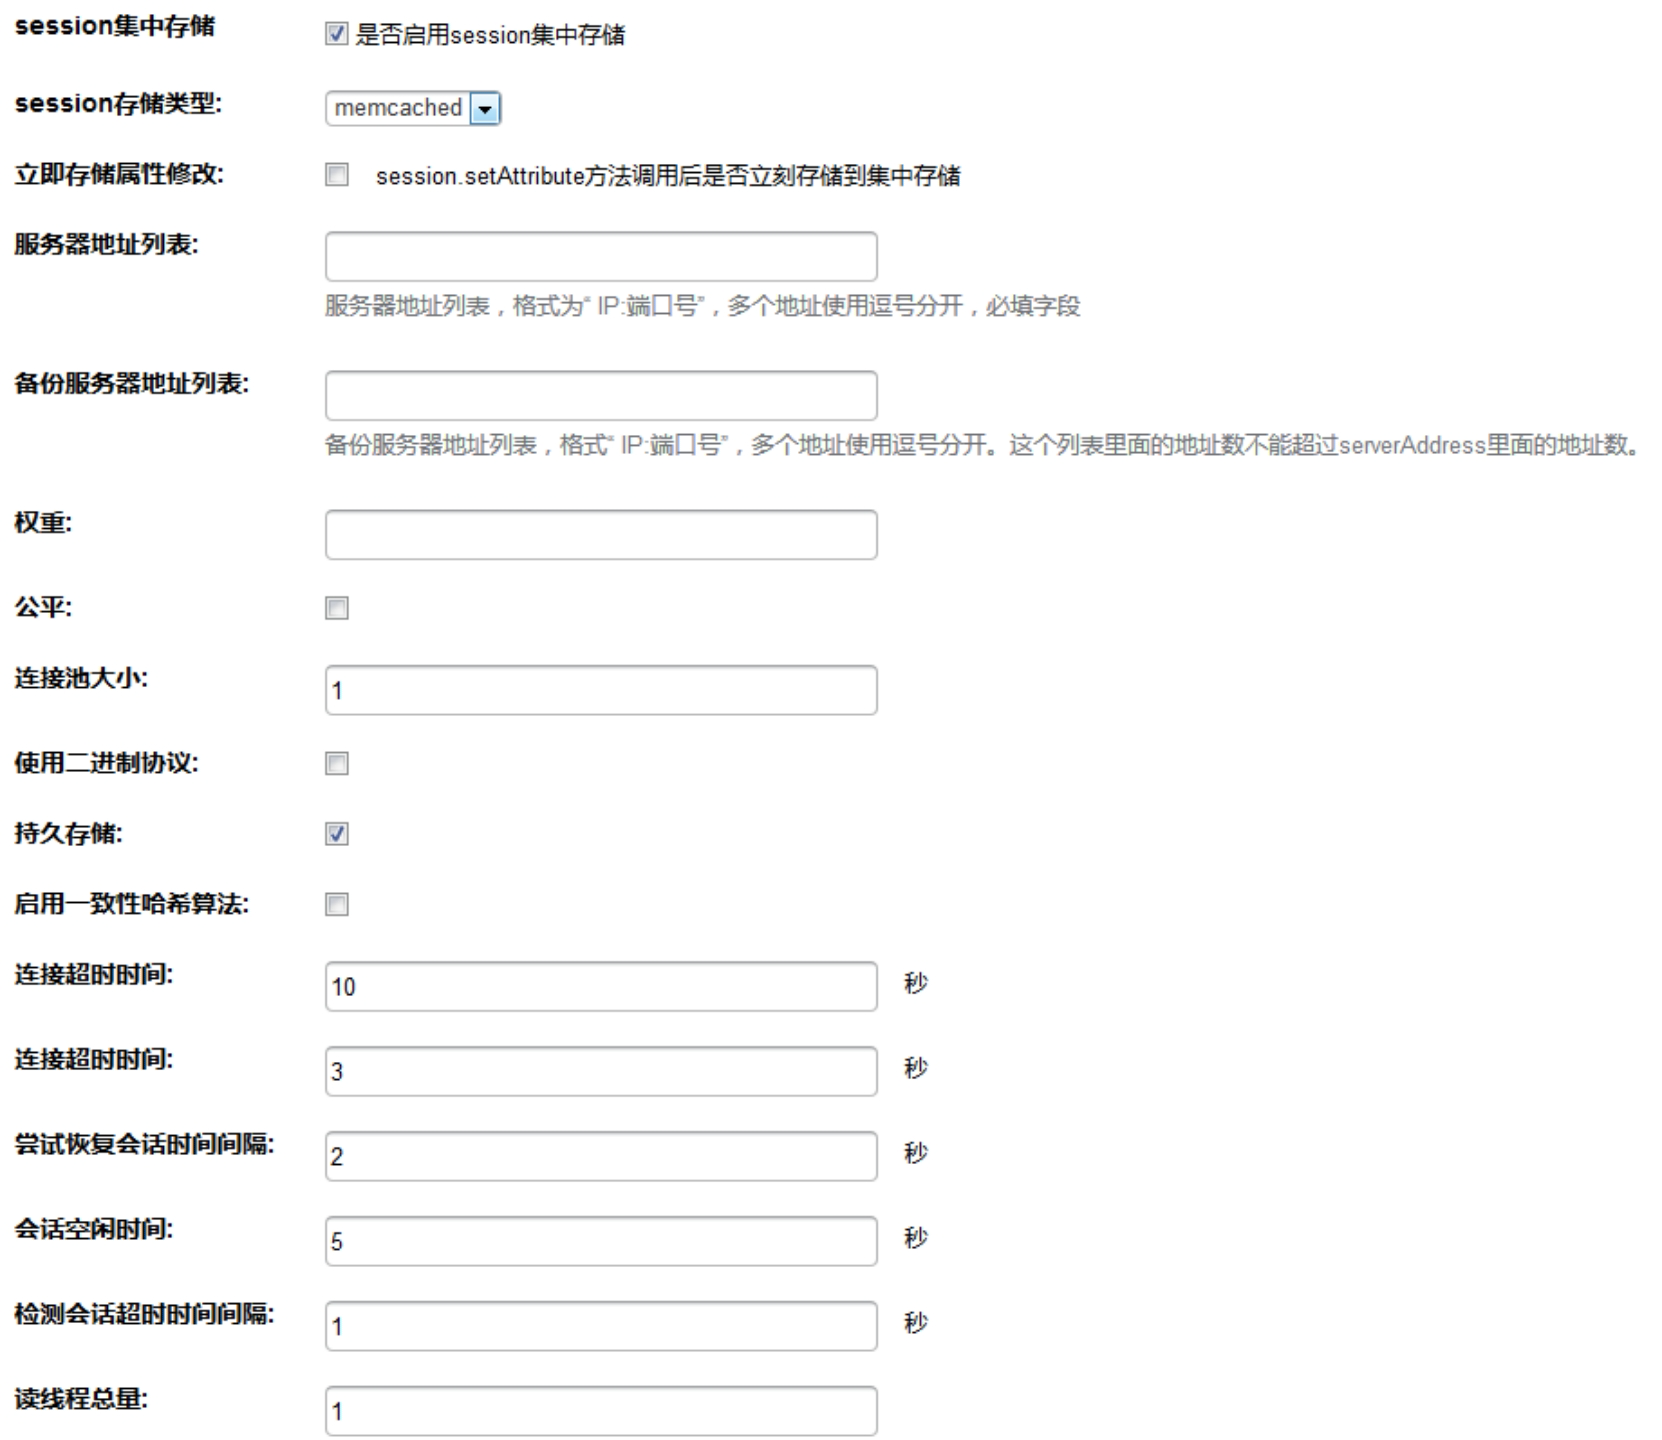 session集中存储
是否启用session集中存储
session存储类型:
memcached
立即存储属性修改:
session.setAttribute方法调用后是否立刻存储到集中存储
服务器地址列表:
服务器地址列表，格式为“ IP:端口号”，多个地址使用逗号分开，必填字段
备份服务器地址列表:
备份服务器地址列表，格式“ IP:端口号”，多个地址使用逗号分开。这个列表里面的地址数不能超过serverAddress里面的地址数。
权重:
公平:
连接池大小:
1
使用二进制协议:
持久存储:
启用一致性哈希算法:
连接超时时间:
10
秒
连接超时时间:
3
秒
尝试恢复会话时间间隔:
2
秒
会话空闲时间:
5
秒
检测会话超时时间间隔:
1
秒
读线程总量:
1